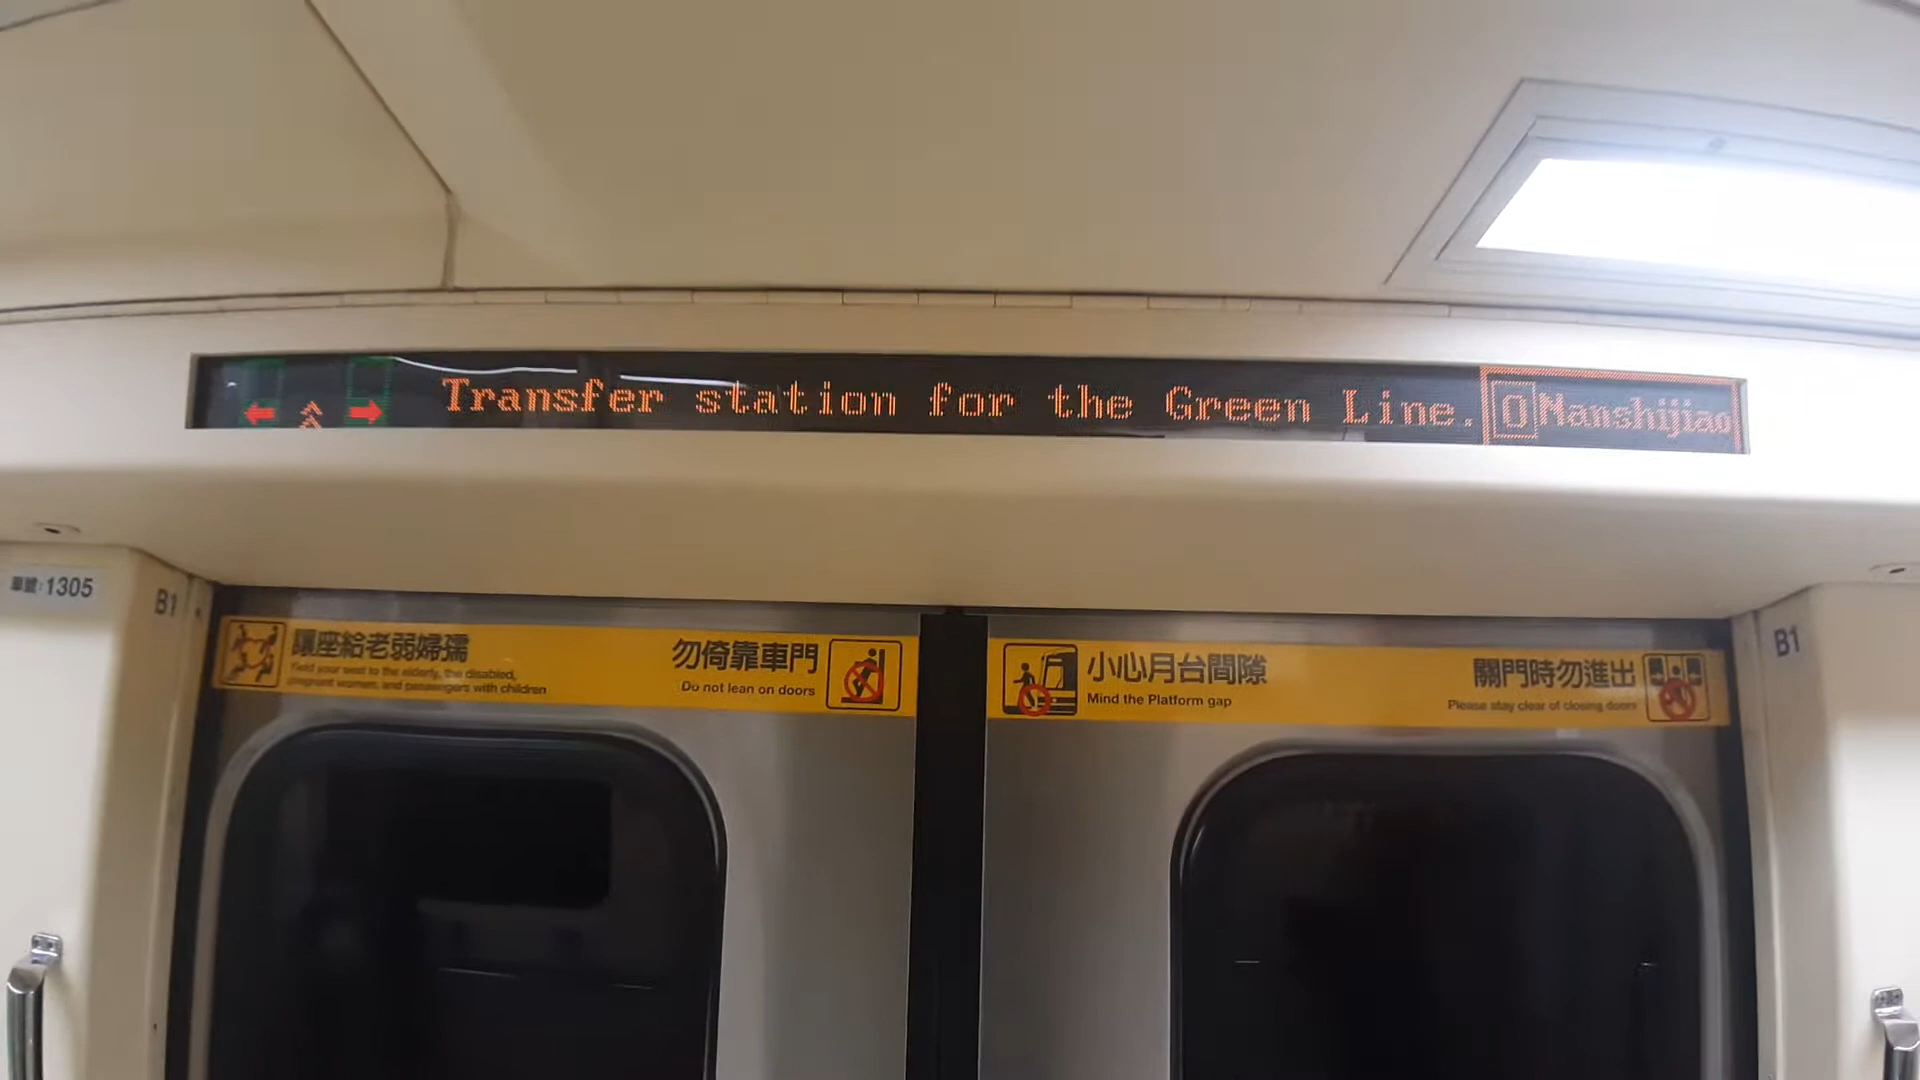 Transfer station for the Green Line.
O Nanshijiao
車號:1305
B1
讓座給老弱婦孺
Yield your seat to the elderly, the disabled,
pregnant women, and passengers with children
勿倚靠車門
Do not lean on doors
小心月台間隙
Mind the Platform gap
關門時勿進出
Please stay clear of closing doors
B1